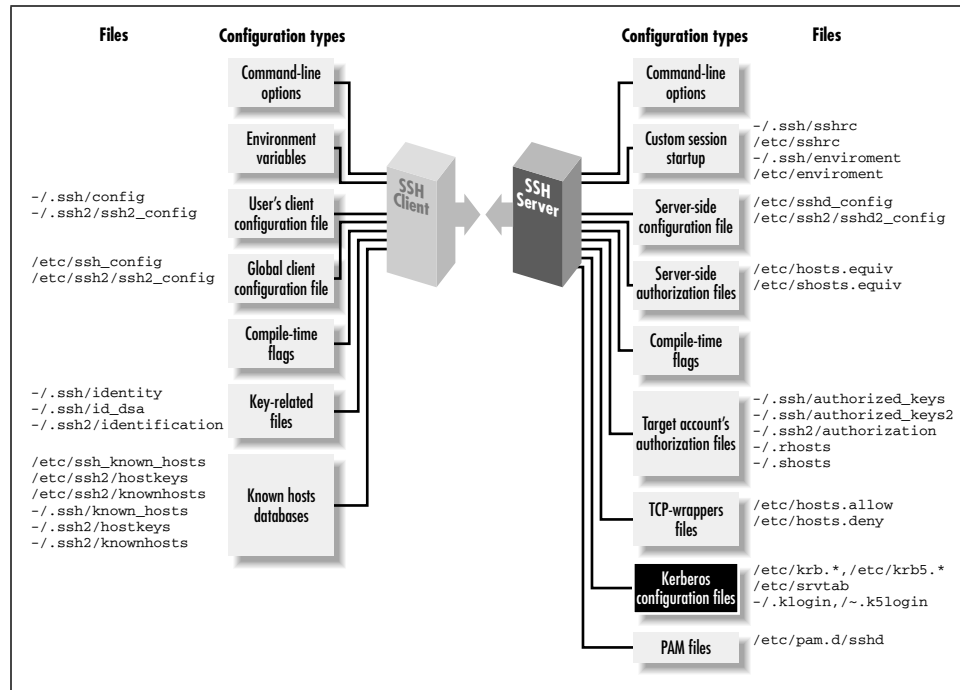 Files
Configuration types
Command-line
options
Environment
variables
-/.ssh/config
-/.ssh2/ssh2_config
User's client
configuration file
/etc/ssh_config
/etc/ssh2/ssh2_config
Global client
configuration file
Compile-time
flags
-/.ssh/identity
-/.ssh/id_dsa
-/.ssh2/identification
Key-related
files
/etc/ssh_known_hosts
/etc/ssh2/hostkeys
/etc/ssh2/knownhosts
-/.ssh/known_hosts
-/.ssh2/hostkeys
-/.ssh2/knownhosts
Known hosts
databases
SSH
Client
SSH
Server
Configuration types
Files
Command-line
options
Custom session
startup
-/.ssh/sshrc
/etc/sshrc
-/.ssh/enviroment
/etc/enviroment
Server-side
configuration file
/etc/sshd_config
/etc/ssh2/sshd2_config
Server-side
authorization files
/etc/hosts.equiv
/etc/shosts.equiv
Compile-time
flags
Target account's
authorization files
-/.ssh/authorized_keys
-/.ssh/authorized_keys2
-/.ssh2/authorization
-/.rhosts
-/.shosts
TCP-wrappers
files
/etc/hosts.allow
/etc/hosts.deny
Kerberos
configuration files
/etc/krb.*,/etc/krb5.*
/etc/srvtab
-/.klogin,/~.k5login
PAM files
/etc/pam.d/sshd